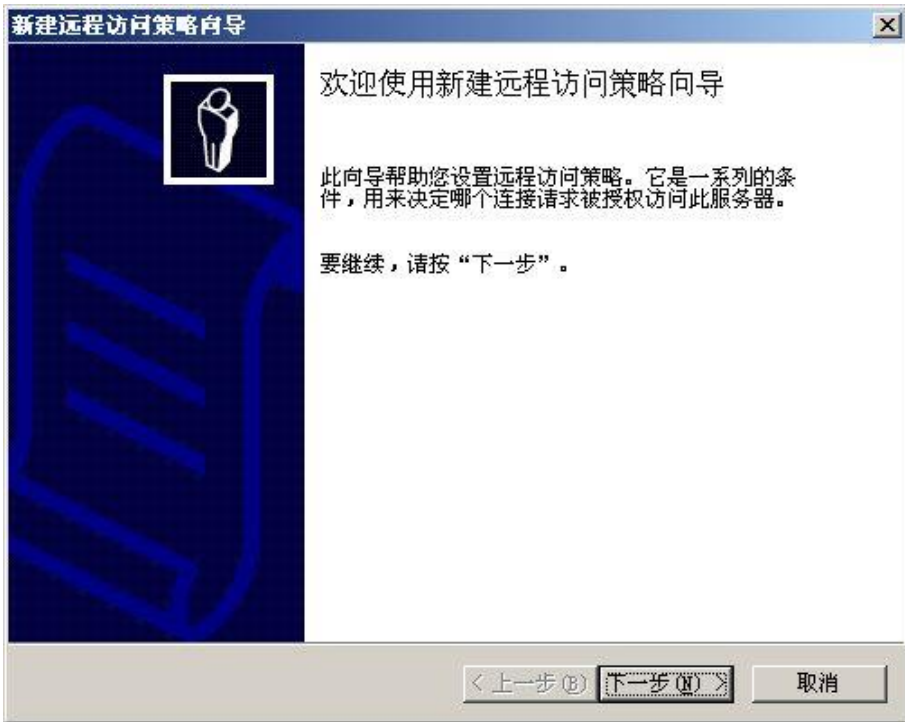 新建远程访问策略向导
欢迎使用新建远程访问策略向导
此向导帮助您设置远程访问策略。它是一系列的条
件，用来决定哪个连接请求被授权访问此服务器。
要继续，请按“下一步”。
< 上一步(B) 下一步(N) > 取消